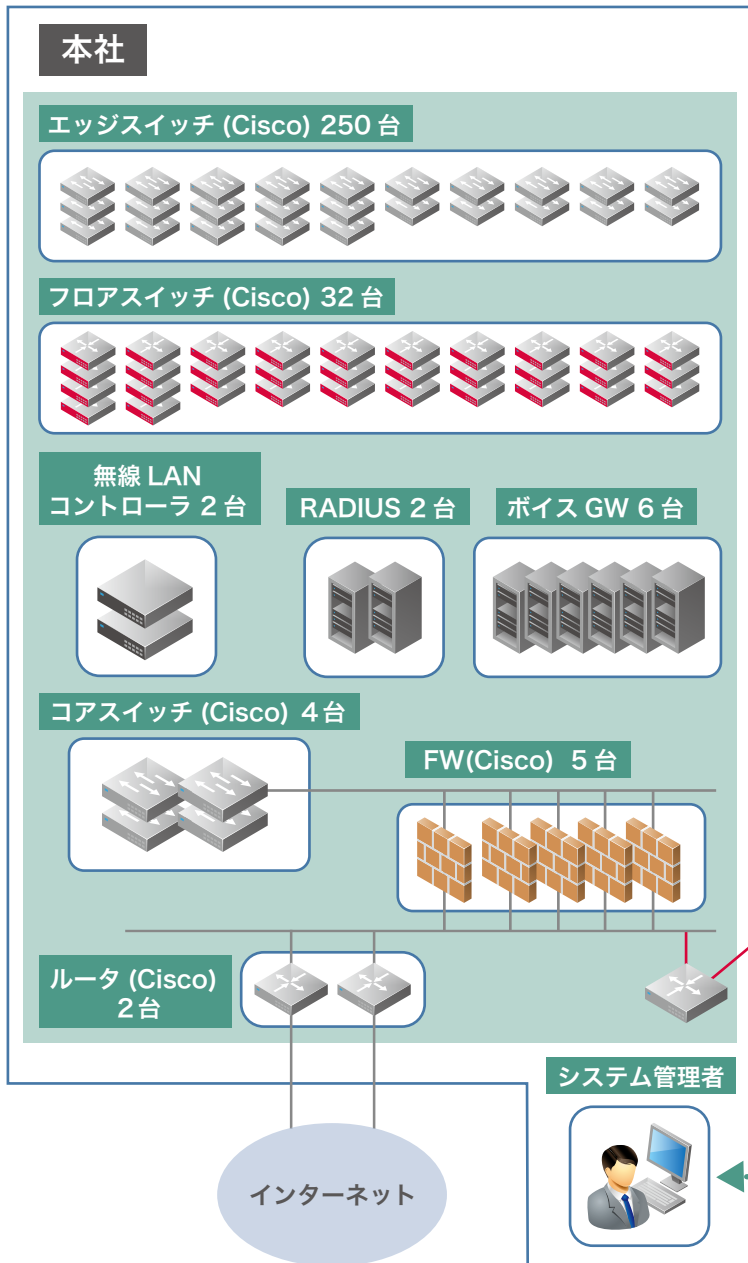 本社
エッジスイッチ (Cisco) 250 台
フロアスイッチ (Cisco) 32 台
無線 LAN
コントローラ 2 台
RADIUS 2 台
ボイス GW 6 台
コアスイッチ (Cisco) 4 台
FW(Cisco) 5 台
ルータ (Cisco)
2 台
システム管理者
インターネット